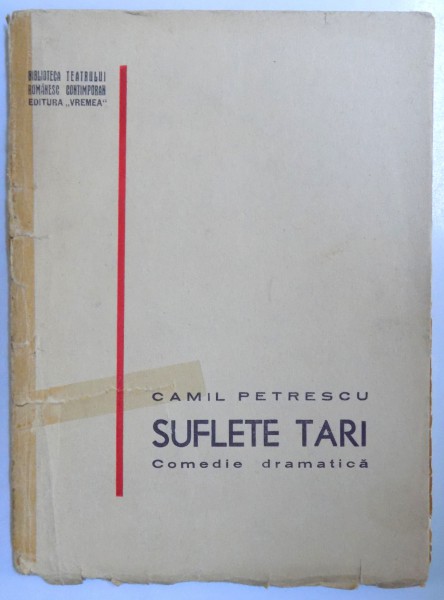 BIBLIOTECA TEATRULUI
ROMÂNESC CONTIMPORAN
EDITURA „VREMEA"
CAMIL PETRESCU
SUFLETE TARI
Comedie dramatică